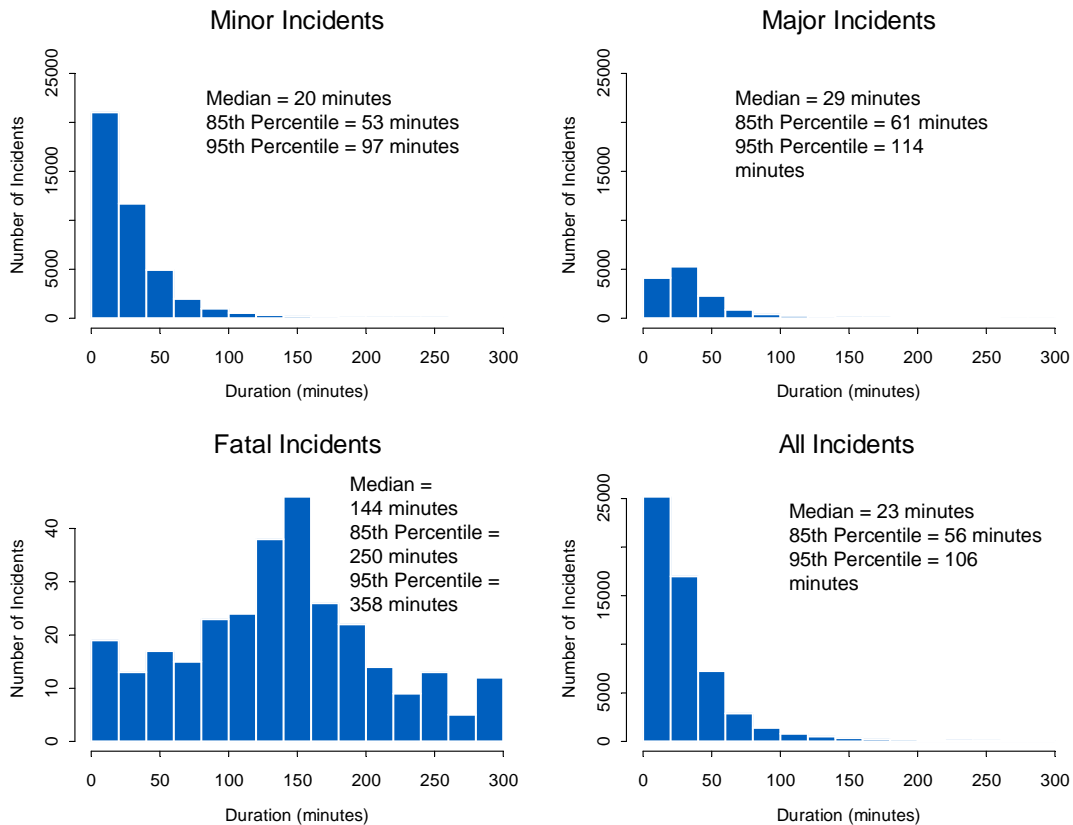 Minor Incidents
Number of Incidents
25000
15000
5000
0
Median = 20 minutes
85th Percentile = 53 minutes
95th Percentile = 97 minutes
0 50 100 150 200 250 300
Duration (minutes)
Major Incidents
Number of Incidents
25000
15000
5000
0
Median = 29 minutes
85th Percentile = 61 minutes
95th Percentile = 114
minutes
0 50 100 150 200 250 300
Duration (minutes)
Fatal Incidents
Number of Incidents
40
30
20
10
0
Median =
144 minutes
85th Percentile =
250 minutes
95th Percentile =
358 minutes
0 50 100 150 200 250 300
Duration (minutes)
All Incidents
Number of Incidents
25000
15000
5000
0
Median = 23 minutes
85th Percentile = 56 minutes
95th Percentile = 106
minutes
0 50 100 150 200 250 300
Duration (minutes)